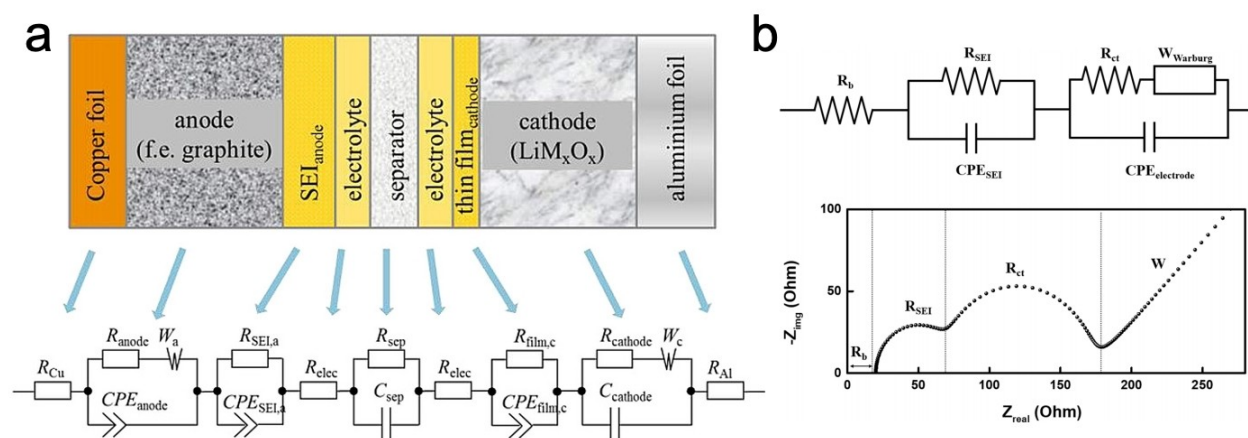 a
Copper foil
anode
(f.e. graphite)
SEIanode
electrolyte
separator
electrolyte
thin filmcathode
cathode
(LiMxOx)
aluminium foil
RCu
Ranode
Wa
CPEanode
RSEI,a
CPESEI,a
Relec
Rsep
Csep
Relec
Rfilm,c
CPEfilm,c
Rcathode
Wc
Ccathode
RAl
b
Rb
RSEI
CPESEI
Rct
WWarburg
CPEelectrode
100
50
0
-Zimg (Ohm)
Rb
RSEI
Rct
W
0 50 100 150 200 250
Zreal (Ohm)